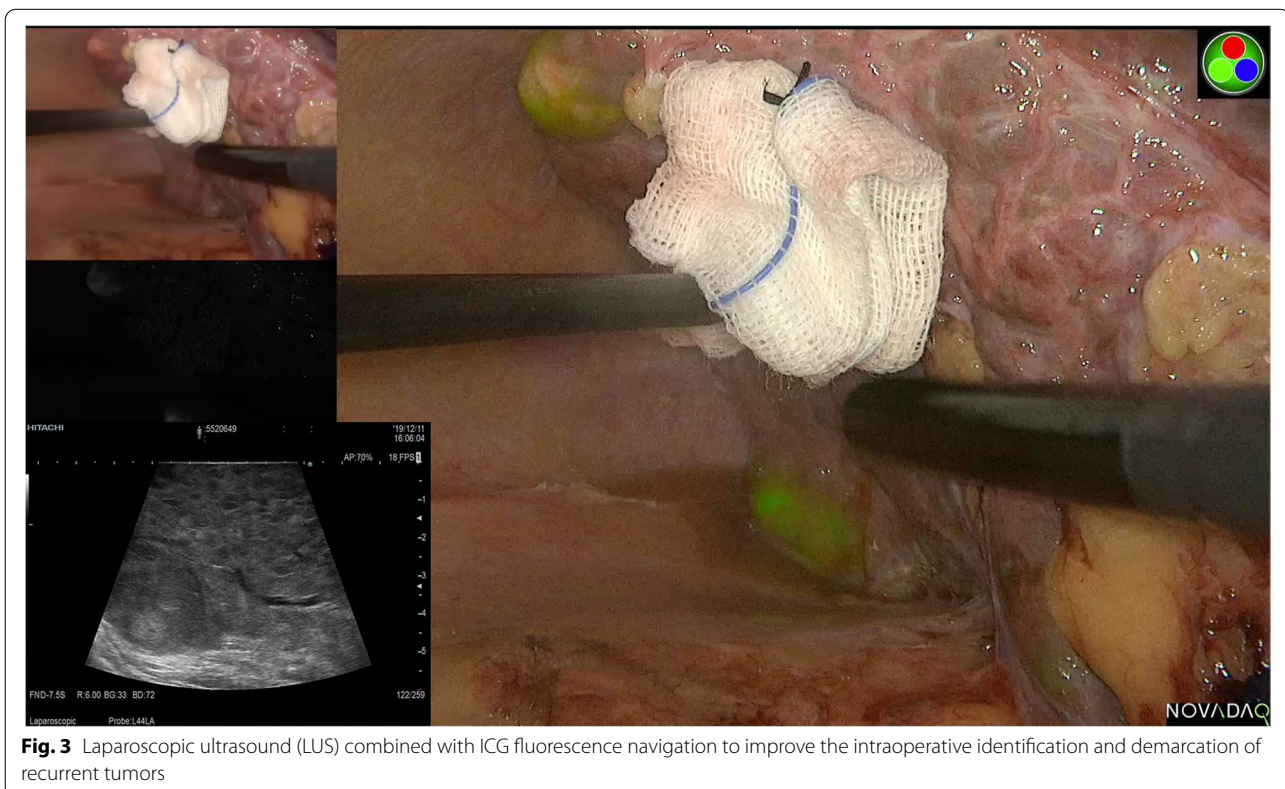 HITACHI
:5520649
'19/12/11
16:06:04
AP:70%
18 FPS
1
-1
-2
-3
-4
-5
FND-7.5S R:6.00 BG:33 BD:72
122/259
Laparoscopic Probe:L44LA
NOVADAQ
Fig. 3 Laparoscopic ultrasound (LUS) combined with ICG fluorescence navigation to improve the intraoperative identification and demarcation of
recurrent tumors